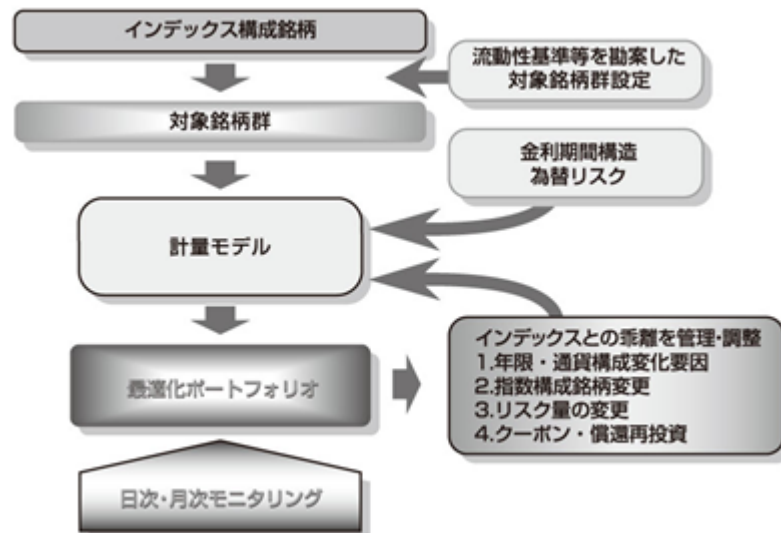 インデックス構成銘柄
流動性基準等を勘案した
対象銘柄群設定
対象銘柄群
金利期間構造
為替リスク
計量モデル
インデックスとの乖離を管理・調整
1.年限・通貨構成変化要因
2.指数構成銘柄変更
3.リスク量の変更
4.クーポン・償還再投資
最適化ポートフォリオ
日次・月次モニタリング